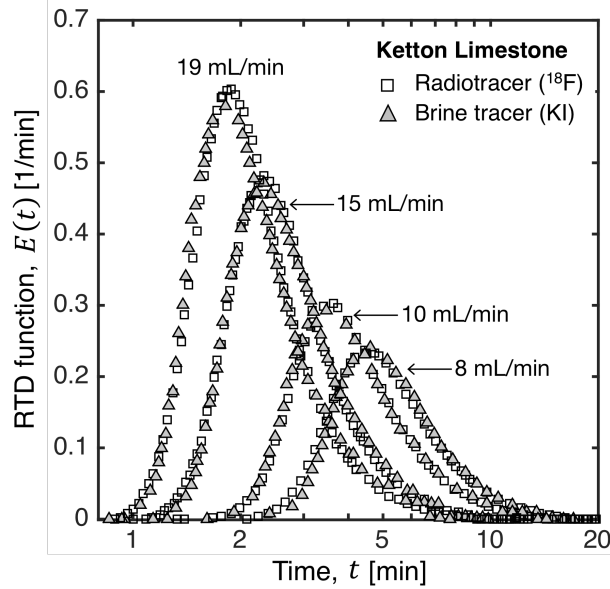 0.7
Ketton Limestone
19 mL/min
Radiotracer (¹⁸F)
0.6
Brine tracer (KI)
0.5
15 mL/min
0.4
RTD function, E(t) [1/min]
0.3
10 mL/min
0.2
8 mL/min
0.1
0
1 2 5 10 20
Time, t [min]